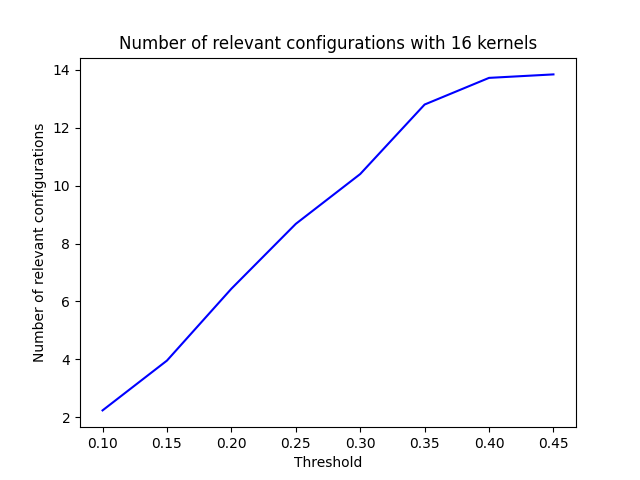 Number of relevant configurations with 16 kernels
Number of relevant configurations
14
12
10
8
6
4
2
0.10 0.15 0.20 0.25 0.30 0.35 0.40 0.45
Threshold